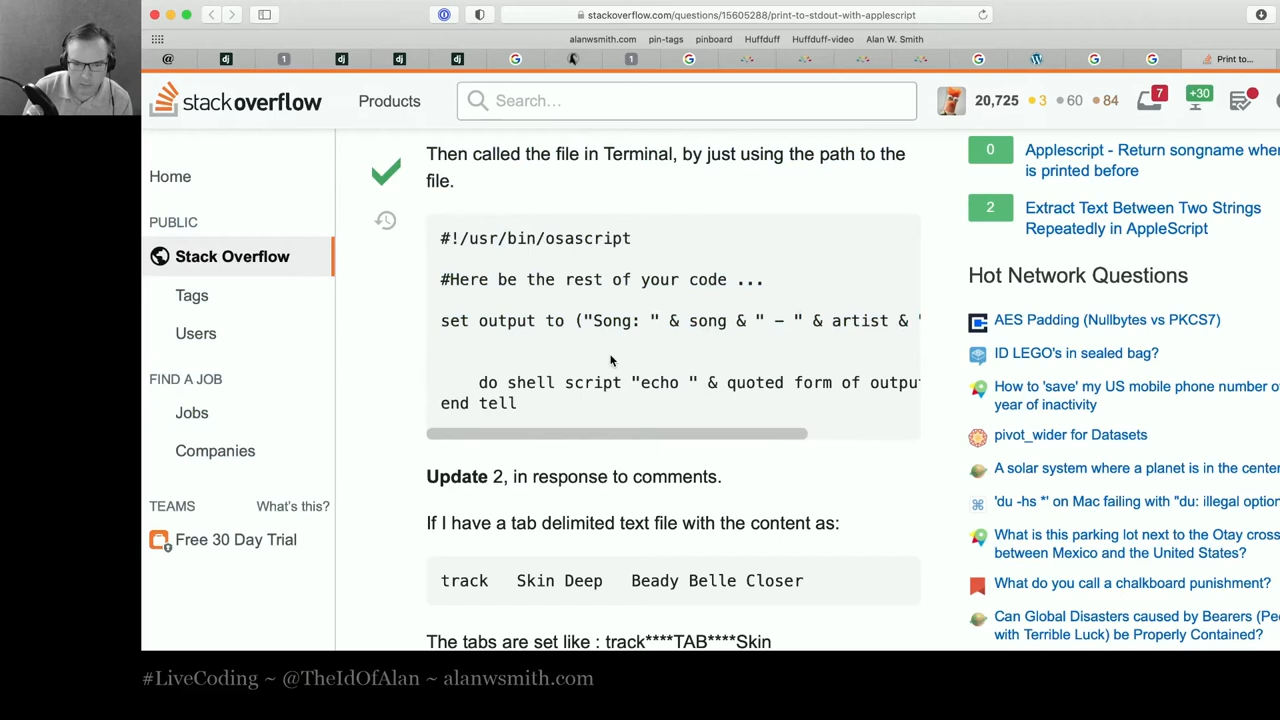 stackoverflow.com/questions/15605288/print-to-stdout-with-applescript
alanwsmith.com pin-tags pinboard Huffduff Huffduff-video Alan W. Smith
@ dj 1 dj dj dj G 1 G G G G Print to...
stackoverflow
Products
Search...
20,725 3 60 84
7
+30
Home
PUBLIC
Stack Overflow
Tags
Users
FIND A JOB
Jobs
Companies
TEAMS What's this?
Free 30 Day Trial
Then called the file in Terminal, by just using the path to the
file.
#!/usr/bin/osascript
#Here be the rest of your code ...
set output to ("Song: " & song & " - " & artist & "
do shell script "echo " & quoted form of outpu
end tell
Update 2, in response to comments.
If I have a tab delimited text file with the content as:
track Skin Deep Beady Belle Closer
The tabs are set like : track****TAB****Skin
0 Applescript - Return songname when
is printed before
2 Extract Text Between Two Strings
Repeatedly in AppleScript
Hot Network Questions
AES Padding (Nullbytes vs PKCS7)
ID LEGO's in sealed bag?
How to 'save' my US mobile phone number o
year of inactivity
pivot_wider for Datasets
A solar system where a planet is in the cente
'du -hs *' on Mac failing with "du: illegal option
What is this parking lot next to the Otay cross
between Mexico and the United States?
What do you call a chalkboard punishment?
Can Global Disasters caused by Bearers (Pe
with Terrible Luck) be Properly Contained?
#LiveCoding ~ @TheIdOfAlan ~ alanwsmith.com